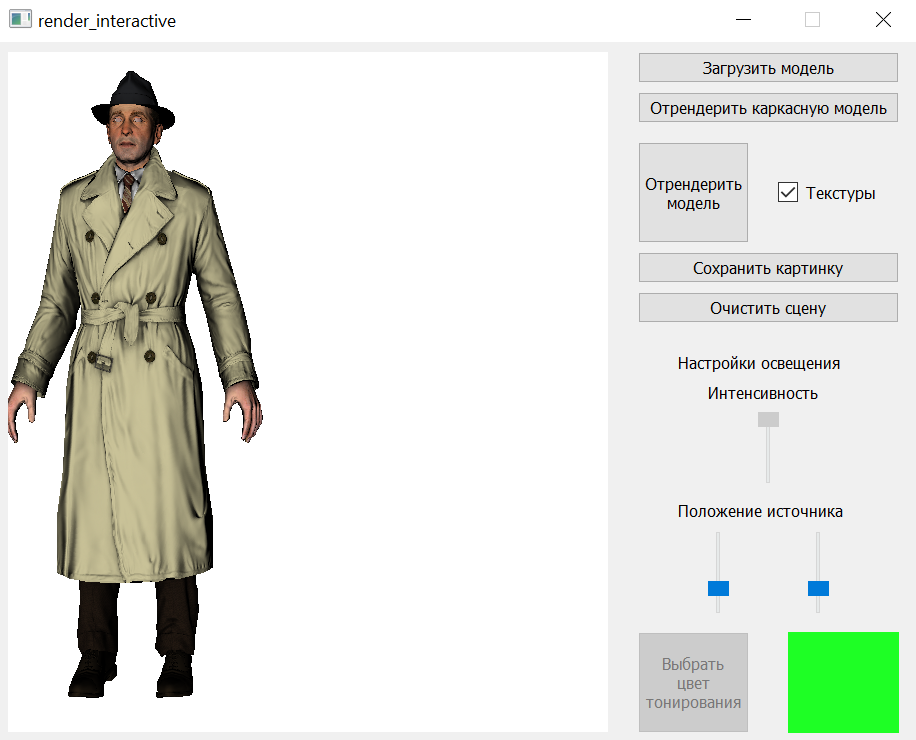 render_interactive
Загрузить модель
Отрендерить каркасную модель
Отрендерить
модель
Текстуры
Сохранить картинку
Очистить сцену
Настройки освещения
Интенсивность
Положение источника
Выбрать
цвет
тонирования